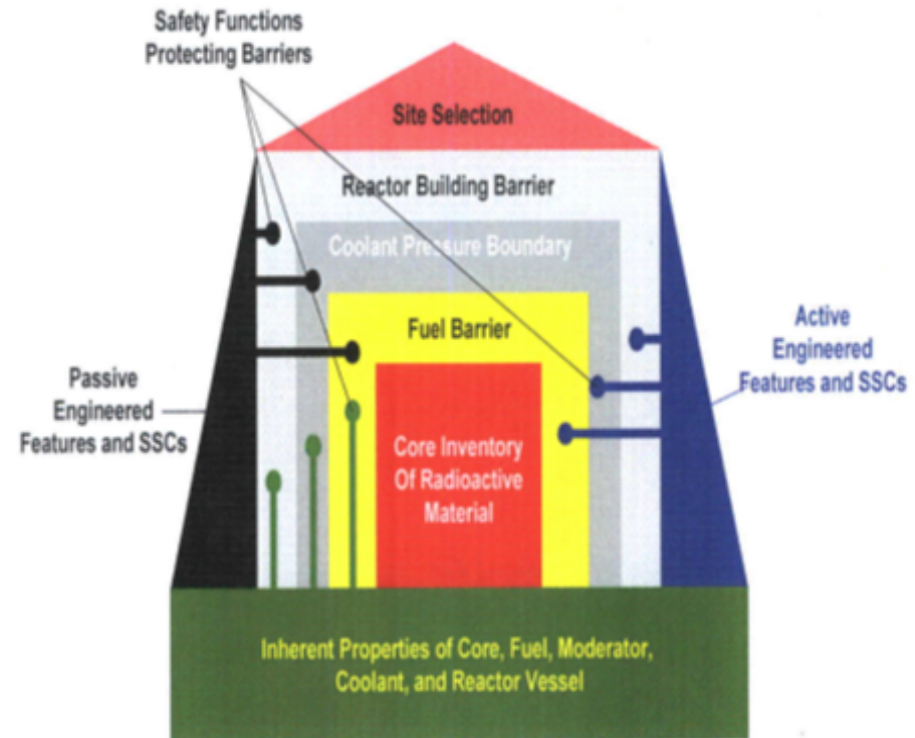 Safety Functions
Protecting Barriers
Site Selection
Reactor Building Barrier
Coolant Pressure Boundary
Fuel Barrier
Active
Engineered
Features and SSCs
Passive
Engineered
Features and SSCs
Core Inventory
Of Radioactive
Material
Inherent Properties of Core, Fuel, Moderator,
Coolant, and Reactor Vessel